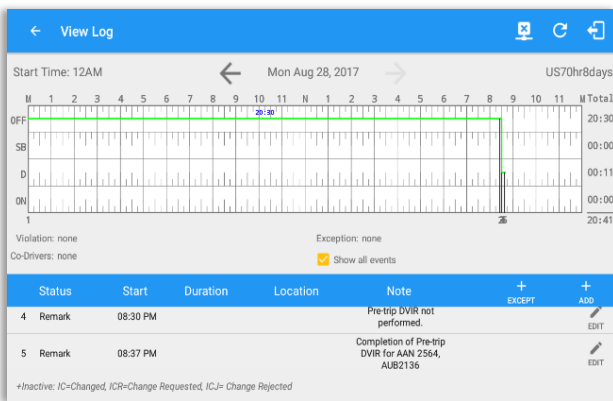 View Log
Start Time: 12AM Mon Aug 28, 2017 US70hr8days
M 1 2 3 4 5 6 7 8 9 10 11 N 1 2 3 4 5 6 7 8 9 10 11 M Total
OFF 20:30 20:30
SB 00:00
D 00:11
ON 00:00
1 20:41
Violation: none Exception: none
Co-Drivers: none Show all events
Status Start Duration Location Note + EXCEPT + ADD
4 Remark 08:30 PM Pre-trip DVIR not
performed. EDIT
5 Remark 08:37 PM Completion of Pre-trip
DVIR for AAN 2564,
AUB2136 EDIT
+Inactive: IC=Changed, ICR=Change Requested, ICJ= Change Rejected